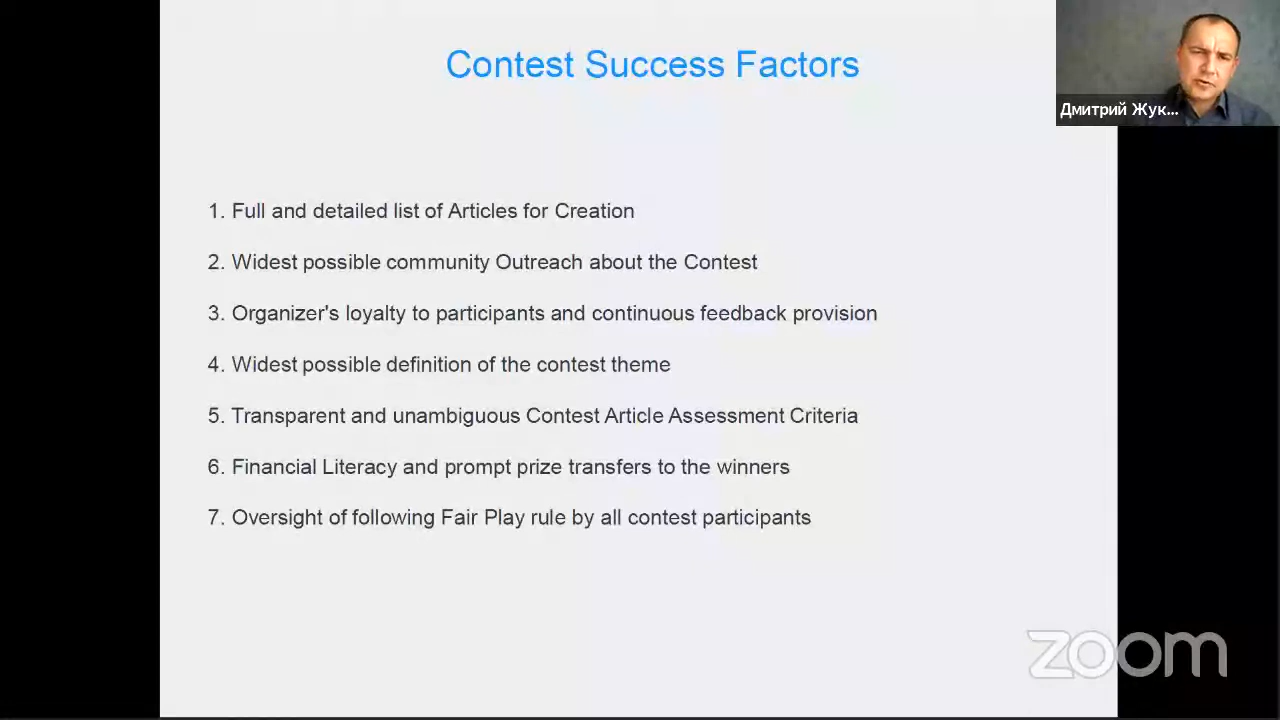 Contest Success Factors
Дмитрий Жук...
1. Full and detailed list of Articles for Creation
2. Widest possible community Outreach about the Contest
3. Organizer's loyalty to participants and continuous feedback provision
4. Widest possible definition of the contest theme
5. Transparent and unambiguous Contest Article Assessment Criteria
6. Financial Literacy and prompt prize transfers to the winners
7. Oversight of following Fair Play rule by all contest participants
zoom